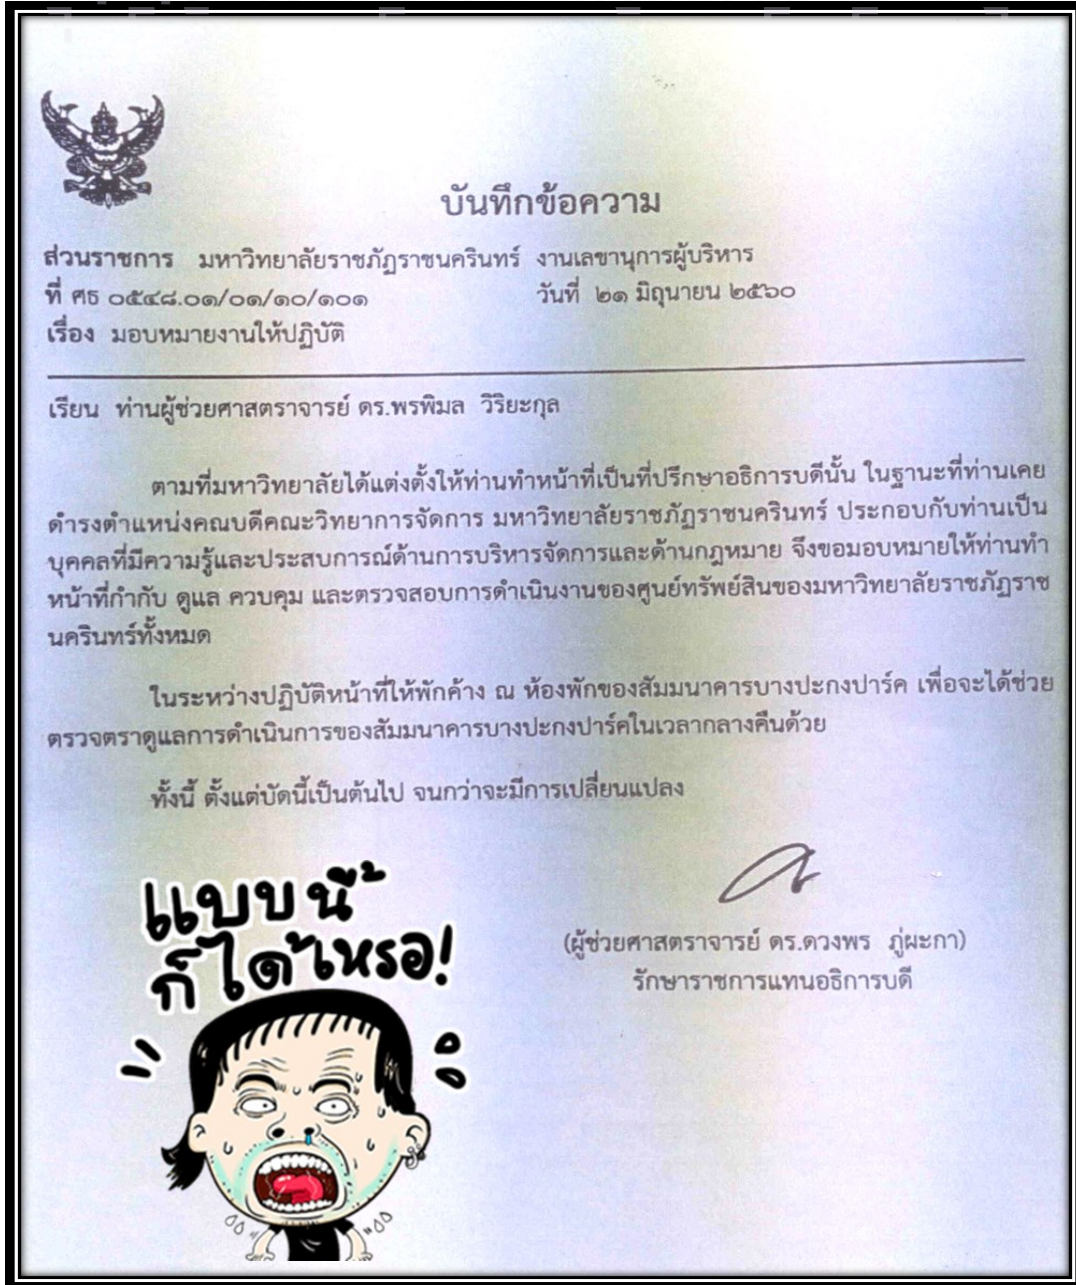 บันทึกข้อความ
ส่วนราชการ มหาวิทยาลัยราชภัฏราชนครินทร์ งานเลขานุการผู้บริหาร
ที่ ศธ ๐๕๔๘.๐๑/๐๑/๑๐/๑๐๑ วันที่ ๒๑ มิถุนายน ๒๕๖๐
เรื่อง มอบหมายงานให้ปฏิบัติ
เรียน ท่านผู้ช่วยศาสตราจารย์ ดร.พรพิมล วิริยะกุล
ตามที่มหาวิทยาลัยได้แต่งตั้งให้ท่านทำหน้าที่เป็นที่ปรึกษาอธิการบดีนั้น ในฐานะที่ท่านเคย
ดำรงตำแหน่งคณบดีคณะวิทยาการจัดการ มหาวิทยาลัยราชภัฏราชนครินทร์ ประกอบกับท่านเป็น
บุคคลที่มีความรู้และประสบการณ์ด้านการบริหารจัดการและด้านกฎหมาย จึงขอมอบหมายให้ท่านทำ
หน้าที่กำกับ ดูแล ควบคุม และตรวจสอบการดำเนินงานของศูนย์ทรัพย์สินของมหาวิทยาลัยราชภัฏราช
นครินทร์ทั้งหมด
ในระหว่างปฏิบัติหน้าที่ให้พักค้าง ณ ห้องพักของสัมมนาคารบางปะกงปาร์ค เพื่อจะได้ช่วย
ตรวจตราดูแลการดำเนินการของสัมมนาคารบางปะกงปาร์คในเวลากลางคืนด้วย
ทั้งนี้ ตั้งแต่บัดนี้เป็นต้นไป จนกว่าจะมีการเปลี่ยนแปลง
(ผู้ช่วยศาสตราจารย์ ดร.ดวงพร ภู่ผะกา)
รักษาราชการแทนอธิการบดี
แบบนี้
ก็ได้เหรอ!